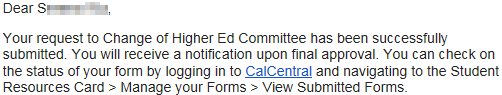 Dear S
Your request to Change of Higher Ed Committee has been successfully
submitted. You will receive a notification upon final approval. You can check on
the status of your form by logging in to CalCentral and navigating to the Student
Resources Card > Manage your Forms > View Submitted Forms.